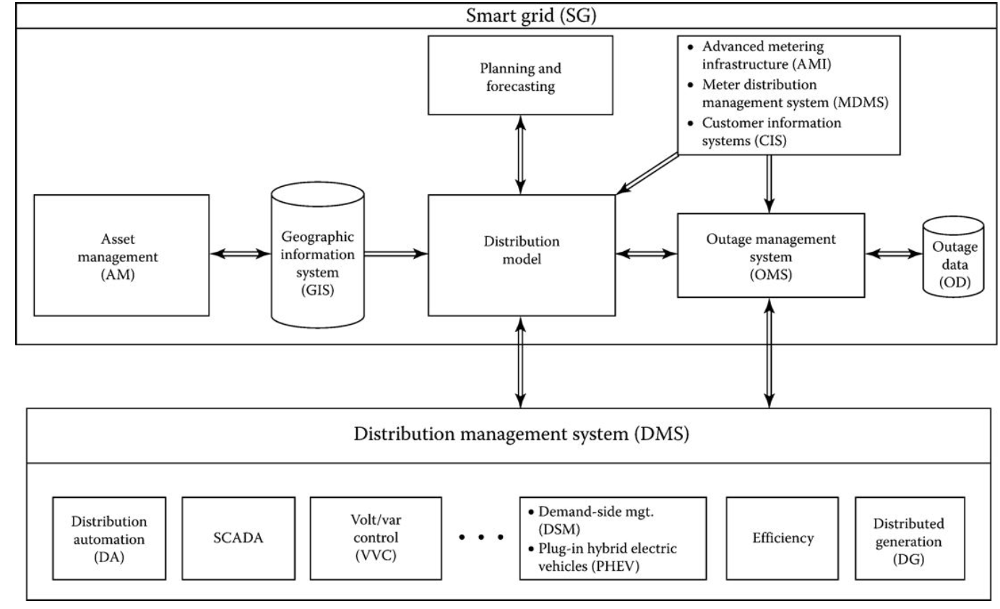 Smart grid (SG)
Planning and
forecasting
• Advanced metering
infrastructure (AMI)
• Meter distribution
management system (MDMS)
• Customer information
systems (CIS)
Asset
management
(AM)
Geographic
information
system
(GIS)
Distribution
model
Outage management
system
(OMS)
Outage
data
(OD)
Distribution management system (DMS)
Distribution
automation
(DA)
SCADA
Volt/var
control
(VVC)
• • •
• Demand-side mgt.
(DSM)
• Plug-in hybrid electric
vehicles (PHEV)
Efficiency
Distributed
generation
(DG)